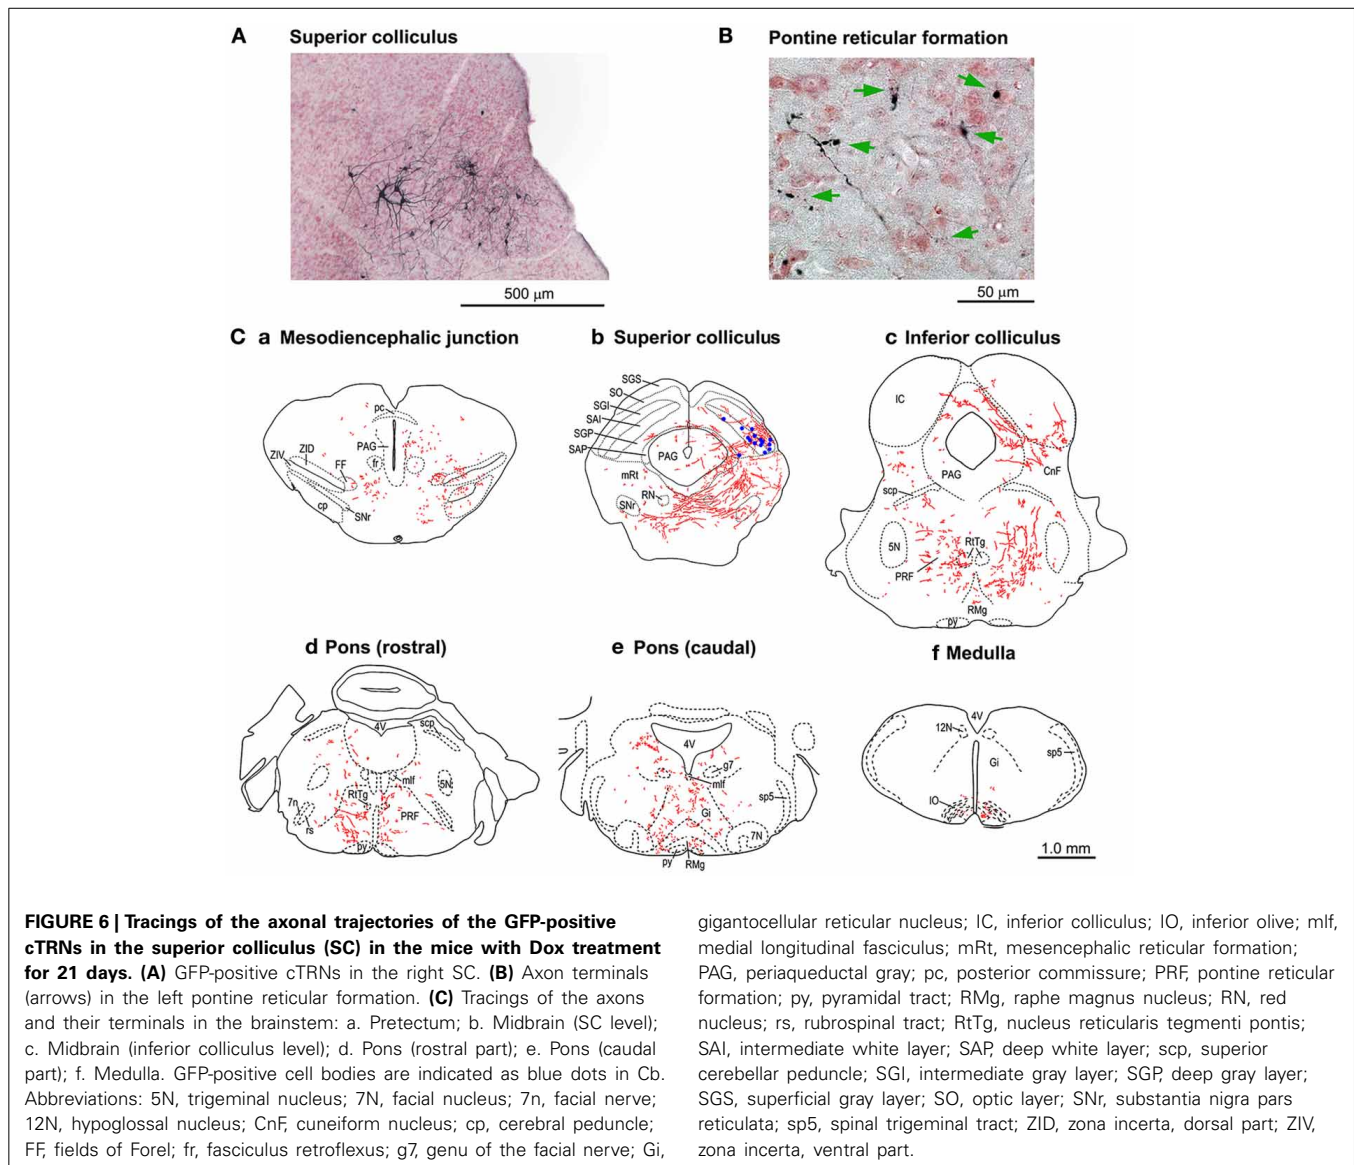 A Superior colliculus
B Pontine reticular formation
500 μm
50 μm
C a Mesodiencephalic junction
pc
PAG
ZID
ZIV
FF
fr
cp
SNr
b Superior colliculus
SGS
SO
SGI
SAI
SGP
SAP
PAG
mRt
RN
SNr
c Inferior colliculus
IC
PAG
CnF
scp
5N
RtTg
PRF
RMg
py
d Pons (rostral)
4V
scp
mlf
5N
RtTg
7n
rs
PRF
py
e Pons (caudal)
4V
g7
mlf
sp5
Gi
7N
py
RMg
f Medulla
4V
12N
sp5
Gi
IO
1.0 mm
FIGURE 6 | Tracings of the axonal trajectories of the GFP-positive
cTRNs in the superior colliculus (SC) in the mice with Dox treatment
for 21 days. (A) GFP-positive cTRNs in the right SC. (B) Axon terminals
(arrows) in the left pontine reticular formation. (C) Tracings of the axons
and their terminals in the brainstem: a. Pretectum; b. Midbrain (SC level);
c. Midbrain (inferior colliculus level); d. Pons (rostral part); e. Pons (caudal
part); f. Medulla. GFP-positive cell bodies are indicated as blue dots in Cb.
Abbreviations: 5N, trigeminal nucleus; 7N, facial nucleus; 7n, facial nerve;
12N, hypoglossal nucleus; CnF, cuneiform nucleus; cp, cerebral peduncle;
FF, fields of Forel; fr, fasciculus retroflexus; g7, genu of the facial nerve; Gi,
gigantocellular reticular nucleus; IC, inferior colliculus; IO, inferior olive; mlf,
medial longitudinal fasciculus; mRt, mesencephalic reticular formation;
PAG, periaqueductal gray; pc, posterior commissure; PRF, pontine reticular
formation; py, pyramidal tract; RMg, raphe magnus nucleus; RN, red
nucleus; rs, rubrospinal tract; RtTg, nucleus reticularis tegmenti pontis;
SAI, intermediate white layer; SAP, deep white layer; scp, superior
cerebellar peduncle; SGI, intermediate gray layer; SGP, deep gray layer;
SGS, superficial gray layer; SO, optic layer; SNr, substantia nigra pars
reticulata; sp5, spinal trigeminal tract; ZID, zona incerta, dorsal part; ZIV,
zona incerta, ventral part.